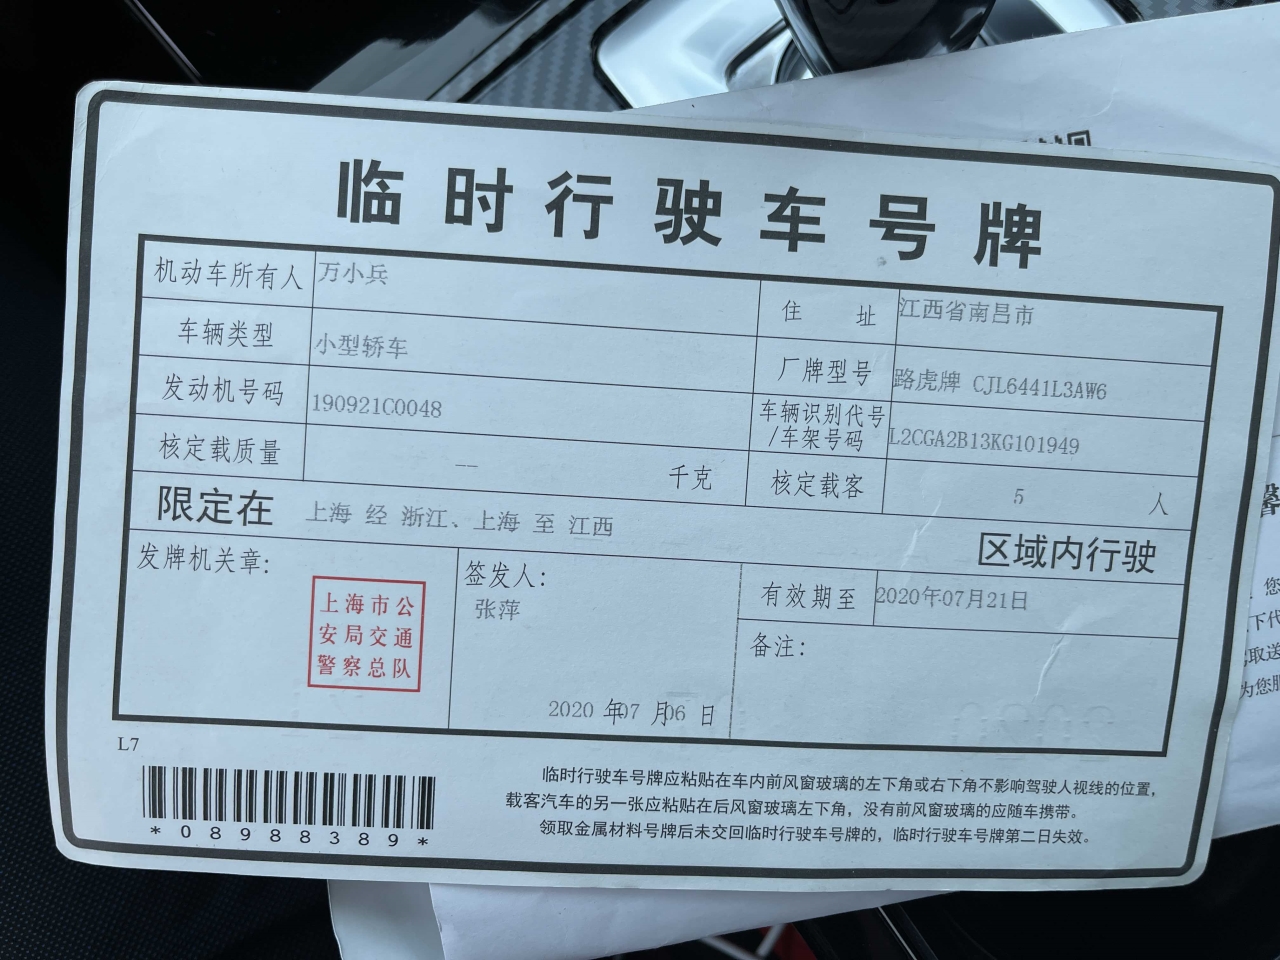 临时行驶车号牌
机动车所有人 万小兵 住 址 江西省南昌市
车辆类型 小型轿车 厂牌型号 路虎牌 CJL6441L3AW6
发动机号码 190921C0048 车辆识别代号/车架号码 L2CGA2B13KG101949
核定载质量 -- 千克 核定载客 5 人
限定在 上海 经 浙江、上海 至 江西 区域内行驶
发牌机关章:
上海市公
安局交通
警察总队
签发人:
张萍
2020 年07 月06 日
有效期至 2020年07月21日
备注:
L7
*08988389*
临时行驶车号牌应粘贴在车内前风窗玻璃的左下角或右下角不影响驾驶人视线的位置,
载客汽车的另一张应粘贴在后风窗玻璃左下角,没有前风窗玻璃的应随车携带。
领取金属材料号牌后未交回临时行驶车号牌的,临时行驶车号牌第二日失效。
您
下代
取送
为您服